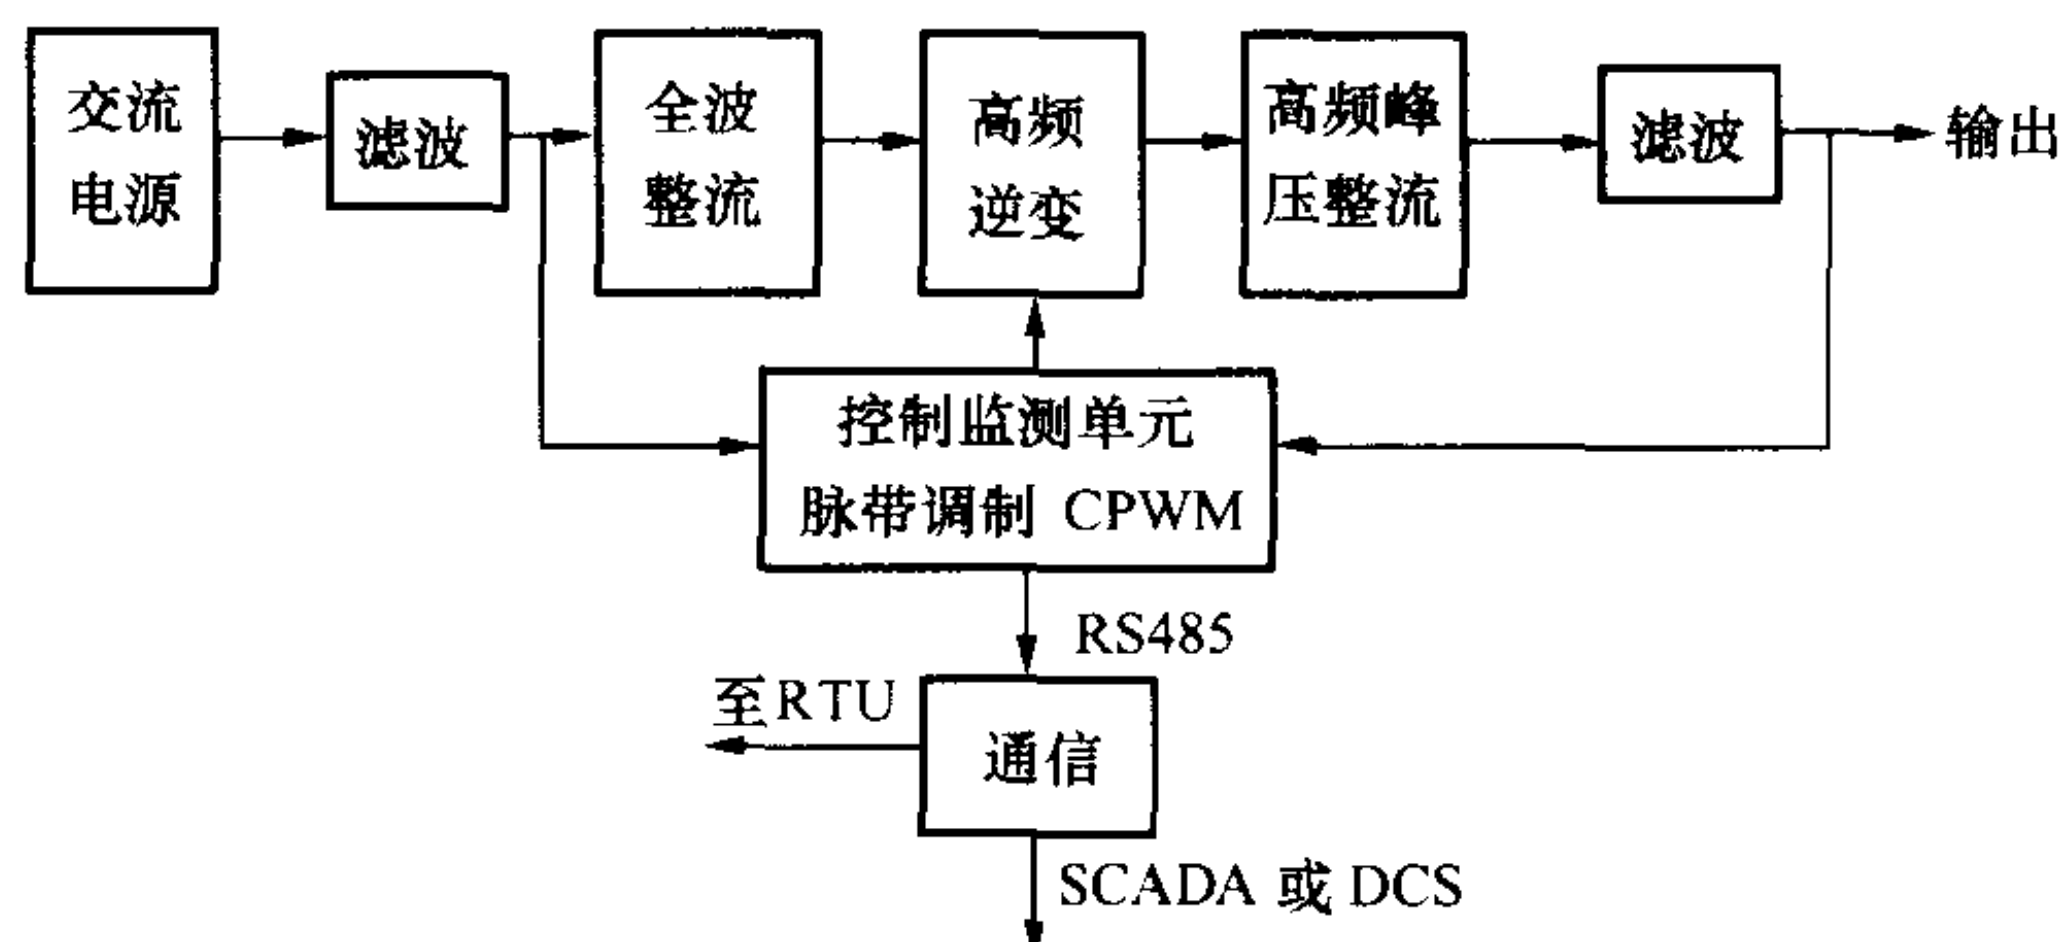 交流
电源
滤波
全波
整流
高频
逆变
高频峰
压整流
滤波
输出
控制监测单元
脉带调制 CPWM
RS485
至RTU
通信
SCADA 或 DCS